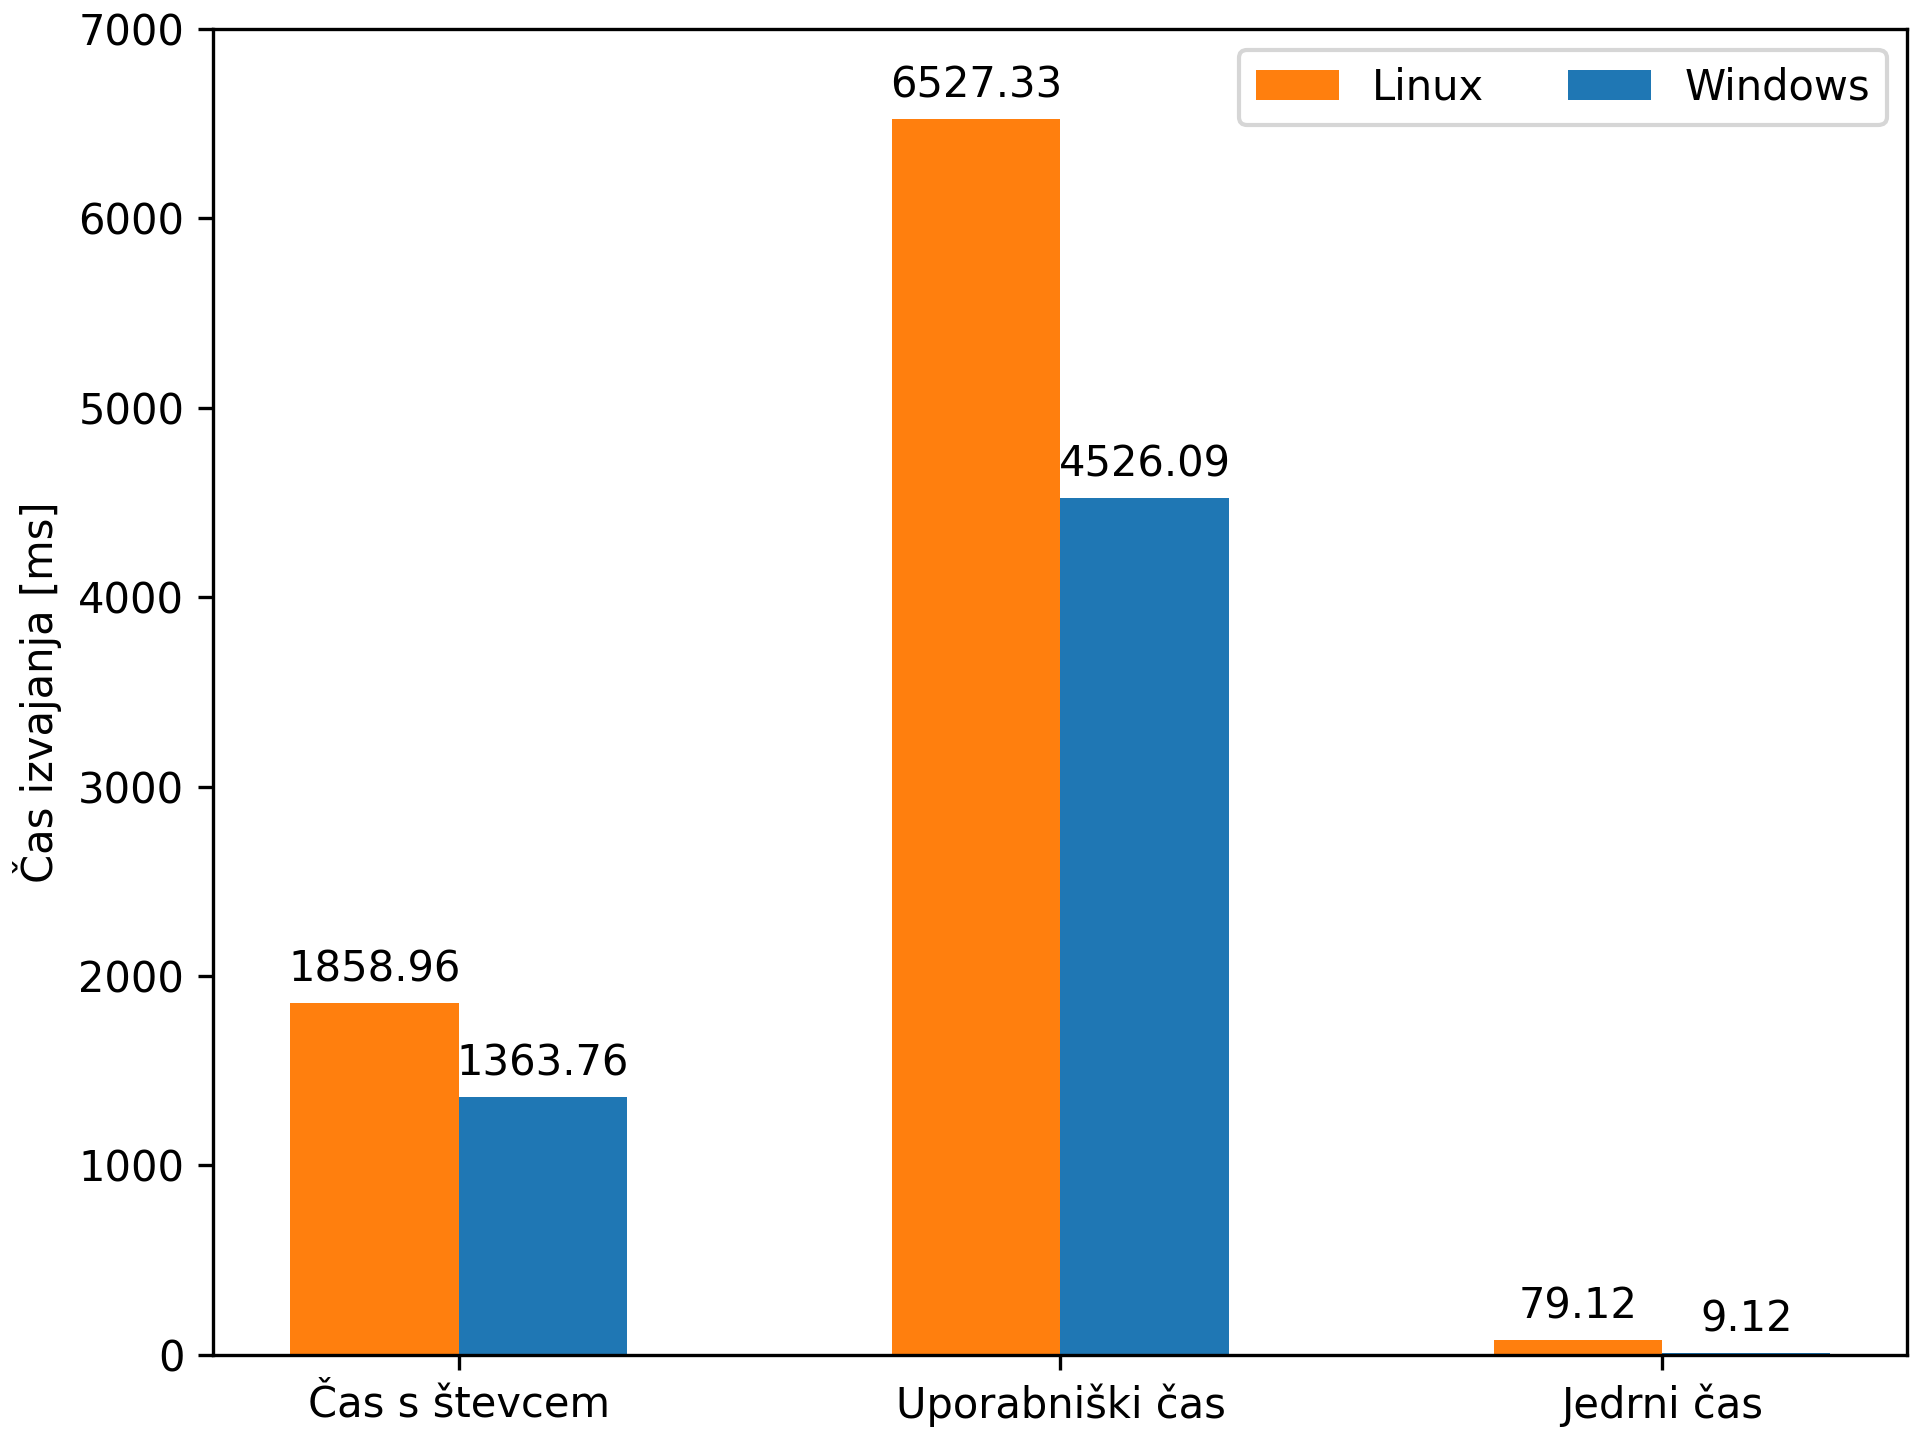 7000
6000
5000
4000
3000
2000
1000
0
Čas izvajanja [ms]
Linux
Windows
6527.33
4526.09
1858.96
1363.76
79.12
9.12
Čas s števcem
Uporabniški čas
Jedrni čas